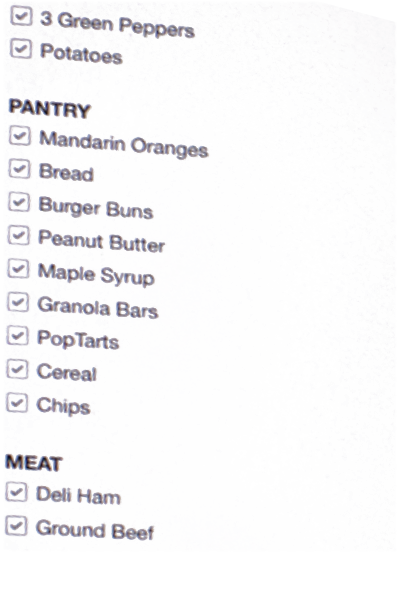 3 Green Peppers
Potatoes
PANTRY
Mandarin Oranges
Bread
Burger Buns
Peanut Butter
Maple Syrup
Granola Bars
PopTarts
Cereal
Chips
MEAT
Deli Ham
Ground Beef